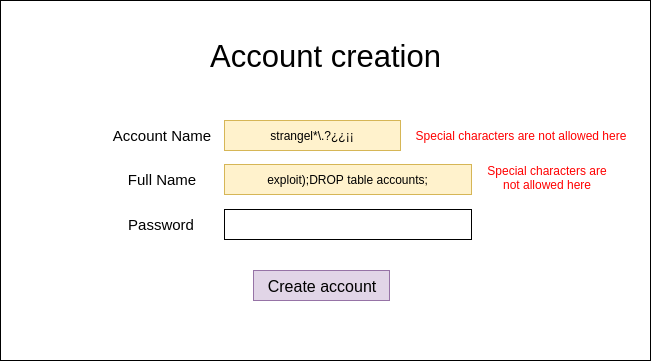 Account creation
Account Name
strangel*\.?¿¿¡¡
Special characters are not allowed here
Full Name
exploit);DROP table accounts;
Special characters are
not allowed here
Password
Create account